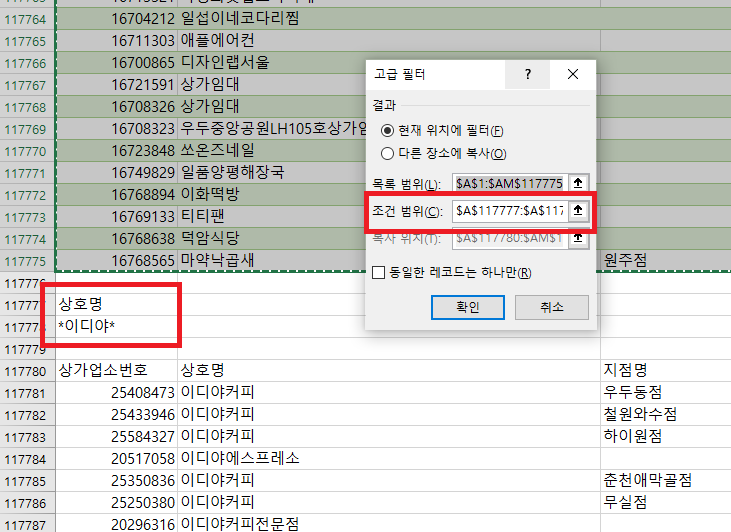 117764 16704212 일섭이네코다리찜
117765 16711303 애플에어컨
117766 16700865 디자인랩서울
117767 16721591 상가임대
117768 16708326 상가임대
117769 16708323 우두중앙공원LH105호상가임
117770 16723848 쏘온즈네일
117771 16749829 일품양평해장국
117772 16768894 이화떡방
117773 16769133 티티팬
117774 16768638 덕암식당
117775 16768565 마약낙곱새 원주점
117776
상호명
*이디야*
117779
117780 상가업소번호 상호명 지점명
117781 25408473 이디야커피 우두동점
117782 25433946 이디야커피 철원와수점
117783 25584327 이디야커피 하이원점
117784 20517058 이디야에스프레소
117785 25350836 이디야커피 춘천애막골점
117786 25250380 이디야커피 무실점
117787 20296316 이디야커피전문점
고급 필터 ?
결과
현재 위치에 필터(F)
다른 장소에 복사(O)
목록 범위(L): $A$1:$AM$117775
조건 범위(C): $A$117777:$A$117
복사 위치(T): $A$117780:$AM$1
동일한 레코드는 하나만(R)
확인 취소